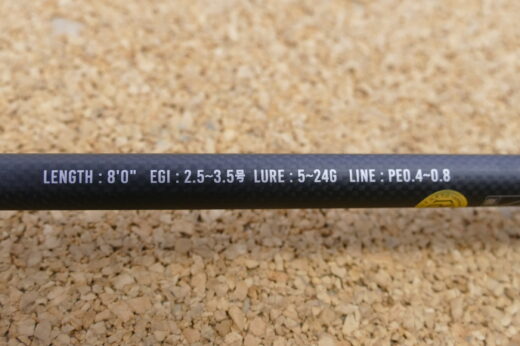 LENGTH : 8'0" EGI : 2.5~3.5号 LURE : 5~24G LINE : PE0.4~0.8